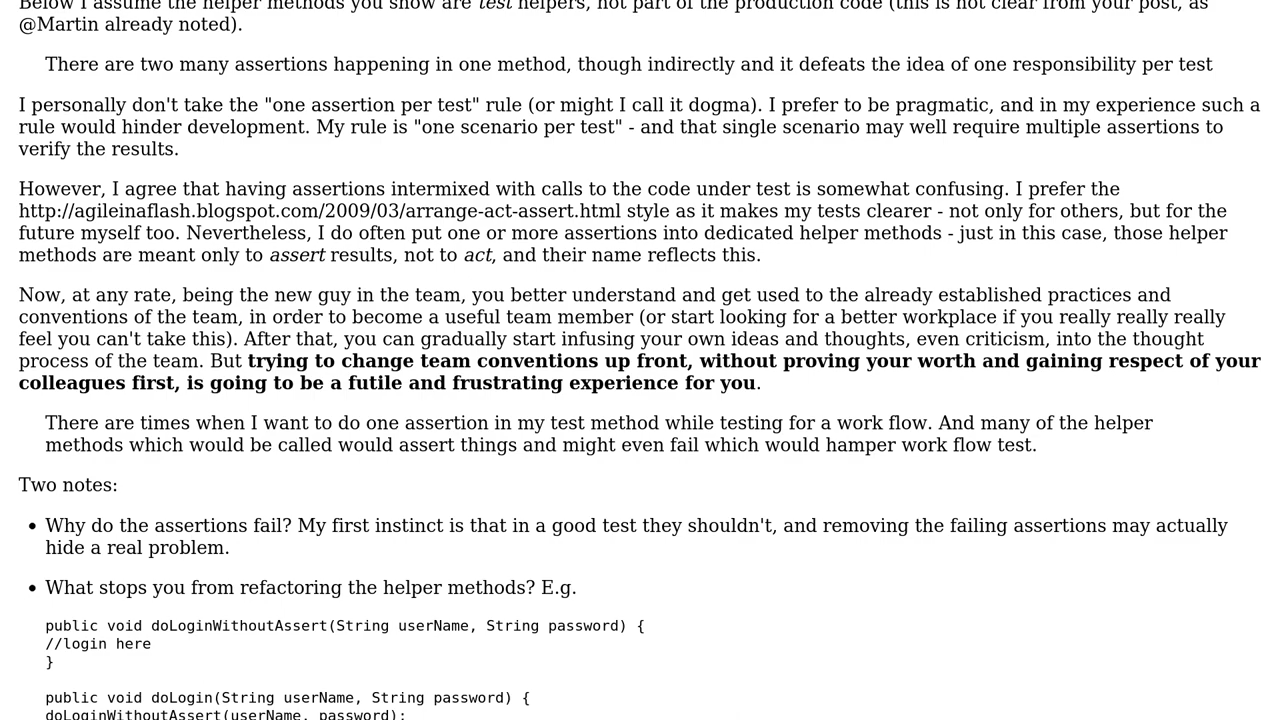 Below I assume the helper methods you show are test helpers, not part of the production code (this is not clear from your post, as
@Martin already noted).
There are two many assertions happening in one method, though indirectly and it defeats the idea of one responsibility per test
I personally don't take the "one assertion per test" rule (or might I call it dogma). I prefer to be pragmatic, and in my experience such a
rule would hinder development. My rule is "one scenario per test" - and that single scenario may well require multiple assertions to
verify the results.
However, I agree that having assertions intermixed with calls to the code under test is somewhat confusing. I prefer the
http://agileinaflash.blogspot.com/2009/03/arrange-act-assert.html style as it makes my tests clearer - not only for others, but for the
future myself too. Nevertheless, I do often put one or more assertions into dedicated helper methods - just in this case, those helper
methods are meant only to assert results, not to act, and their name reflects this.
Now, at any rate, being the new guy in the team, you better understand and get used to the already established practices and
conventions of the team, in order to become a useful team member (or start looking for a better workplace if you really really really
feel you can't take this). After that, you can gradually start infusing your own ideas and thoughts, even criticism, into the thought
process of the team. But trying to change team conventions up front, without proving your worth and gaining respect of your
colleagues first, is going to be a futile and frustrating experience for you.
There are times when I want to do one assertion in my test method while testing for a work flow. And many of the helper
methods which would be called would assert things and might even fail which would hamper work flow test.
Two notes:
• Why do the assertions fail? My first instinct is that in a good test they shouldn't, and removing the failing assertions may actually
hide a real problem.
• What stops you from refactoring the helper methods? E.g.
public void doLoginWithoutAssert(String userName, String password) {
//login here
}
public void doLogin(String userName, String password) {
doLoginWithoutAssert(userName, password);